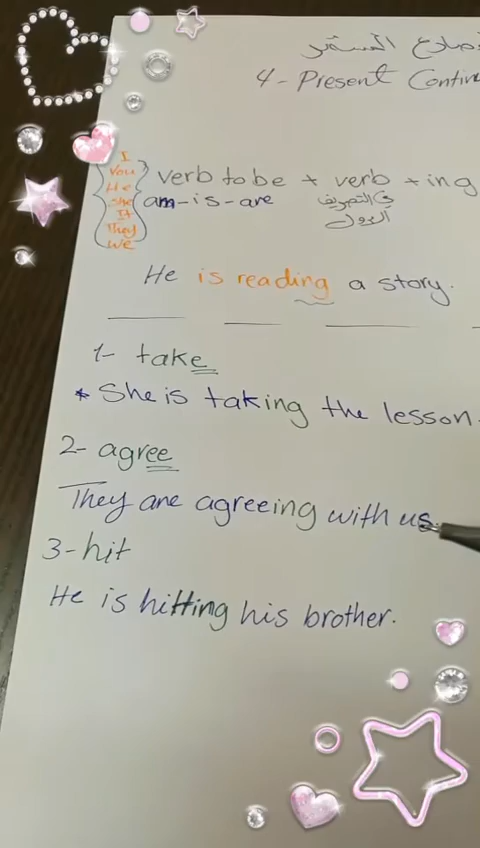 المستمر
4- Present Contin
I
You
He
she
It
They
we
verb to be + verb + ing
am-is-are
في التصريف
الاول
He is reading a story.
1- take
* She is taking the lesson.
2- agree
They are agreeing with us.
3-hit
He is hitting his brother.